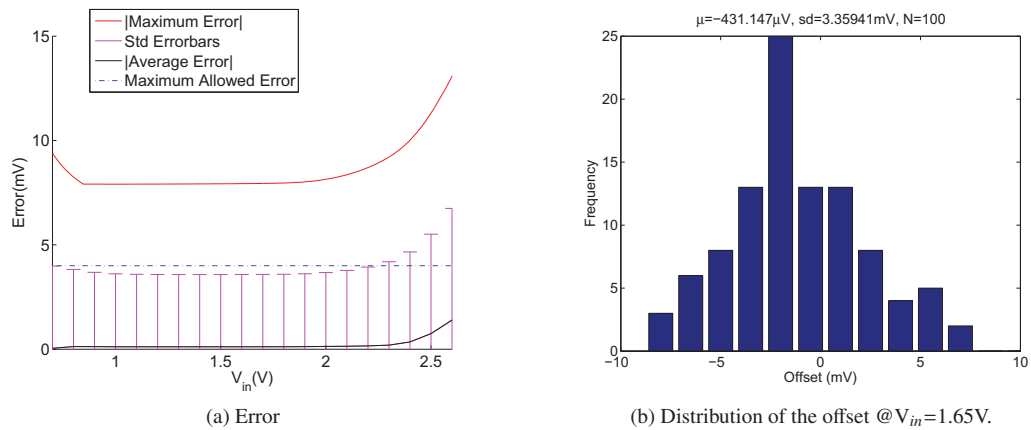 |Maximum Error|
Std Errorbars
|Average Error|
Maximum Allowed Error
15
10
5
0
Error(mV)
1
1.5
2
2.5
V_in(V)
(a) Error
μ=−431.147μV, sd=3.35941mV, N=100
25
20
15
10
5
0
Frequency
−10
−5
0
5
10
Offset (mV)
(b) Distribution of the offset @V_in=1.65V.